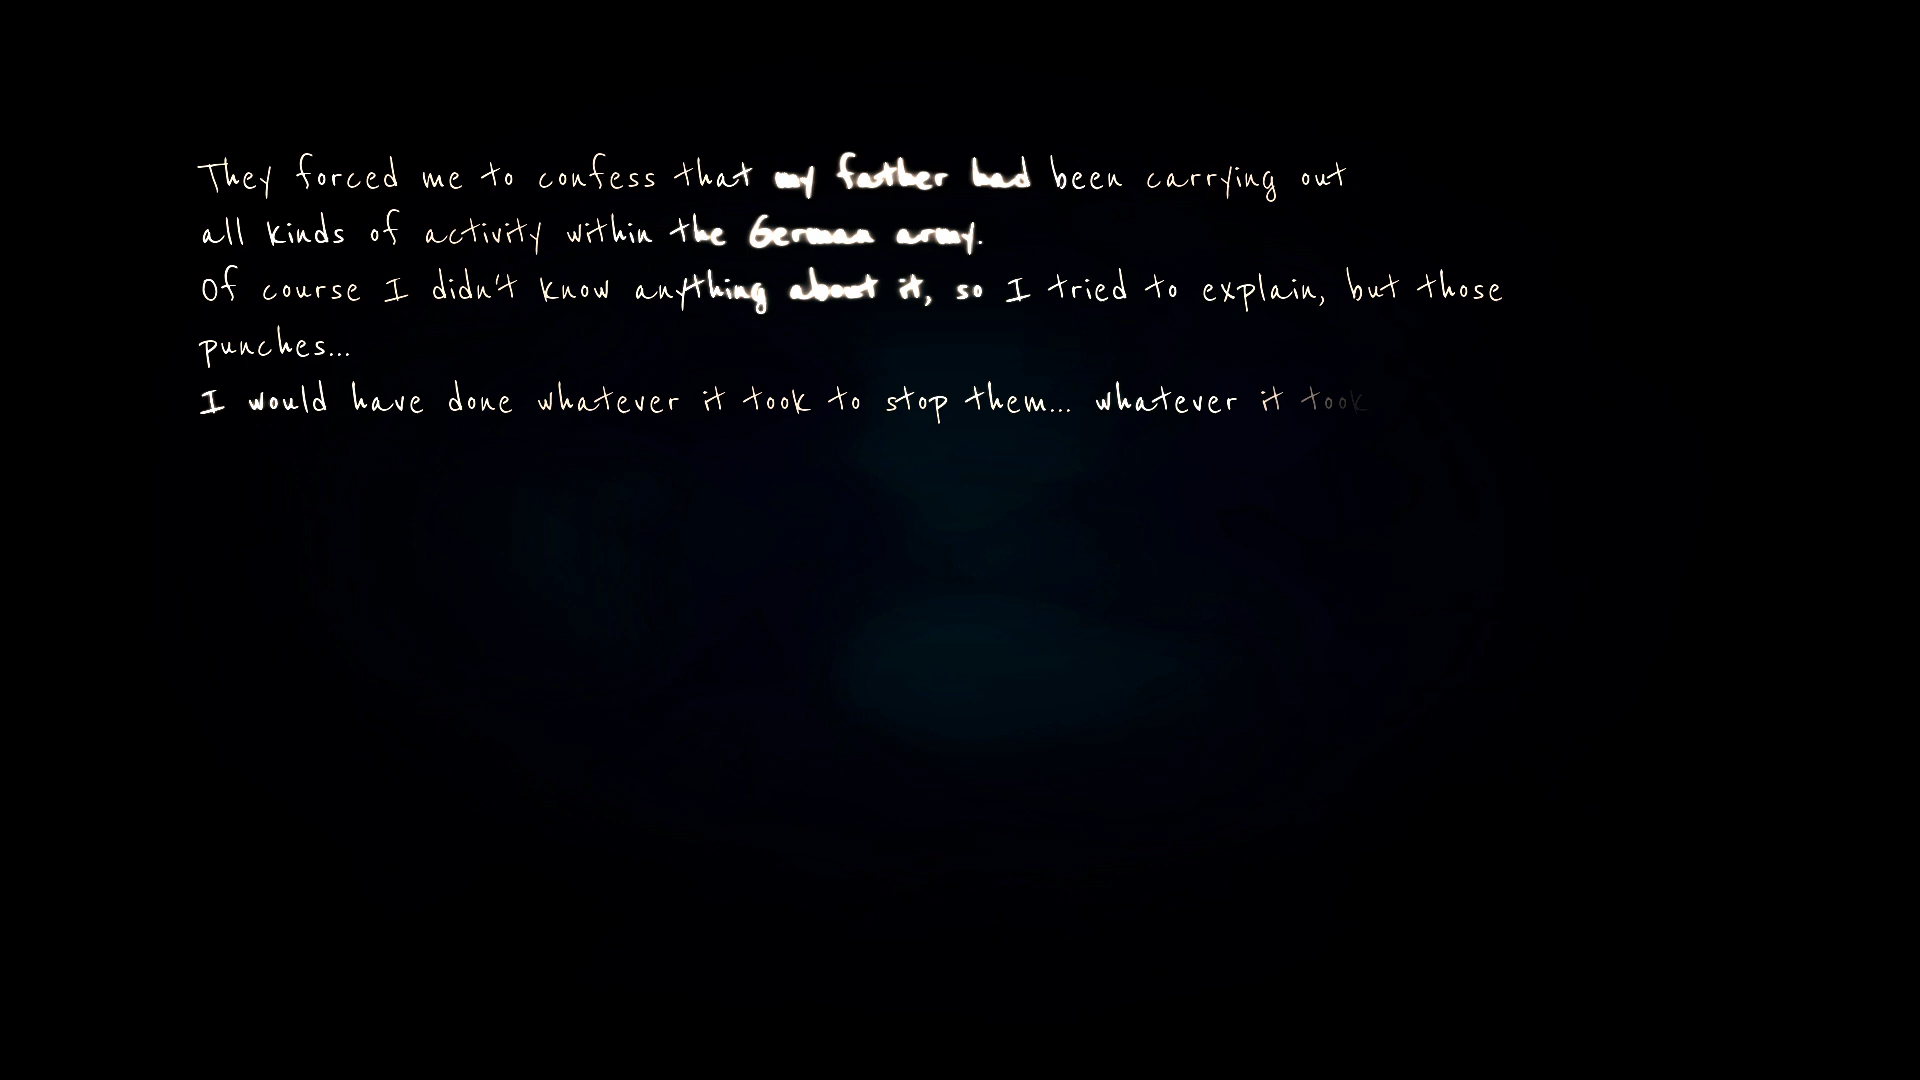 They forced me to confess that my father had been carrying out
all kinds of activity within the German army.
Of course I didn't know anything about it, so I tried to explain, but those
punches...
I would have done whatever it took to stop them... whatever it took